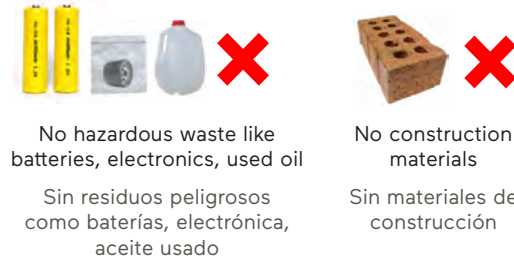 No hazardous waste like
batteries, electronics, used oil
Sin residuos peligrosos
como baterías, electrónica,
aceite usado
No construction
materials
Sin materiales de
construcción